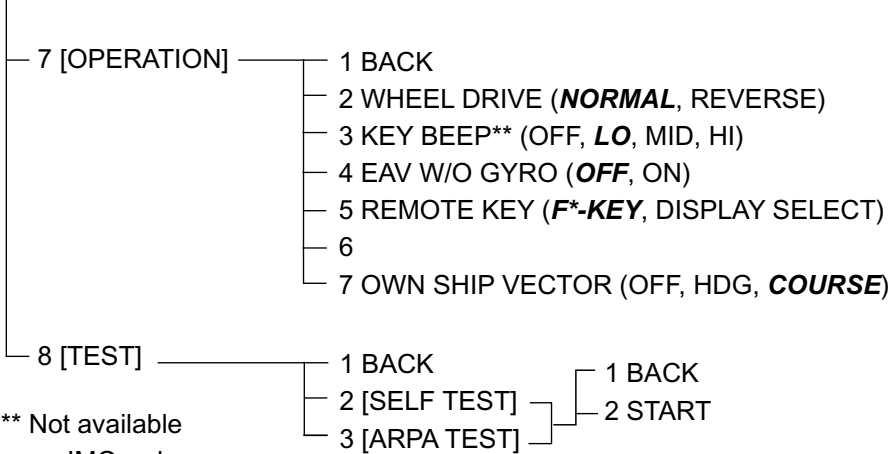 7 [OPERATION]
1 BACK
2 WHEEL DRIVE (NORMAL, REVERSE)
3 KEY BEEP** (OFF, LO, MID, HI)
4 EAV W/O GYRO (OFF, ON)
5 REMOTE KEY (F*-KEY, DISPLAY SELECT)
6
7 OWN SHIP VECTOR (OFF, HDG, COURSE)
8 [TEST]
1 BACK
2 [SELF TEST]
3 [ARPA TEST]
1 BACK
2 START
** Not available